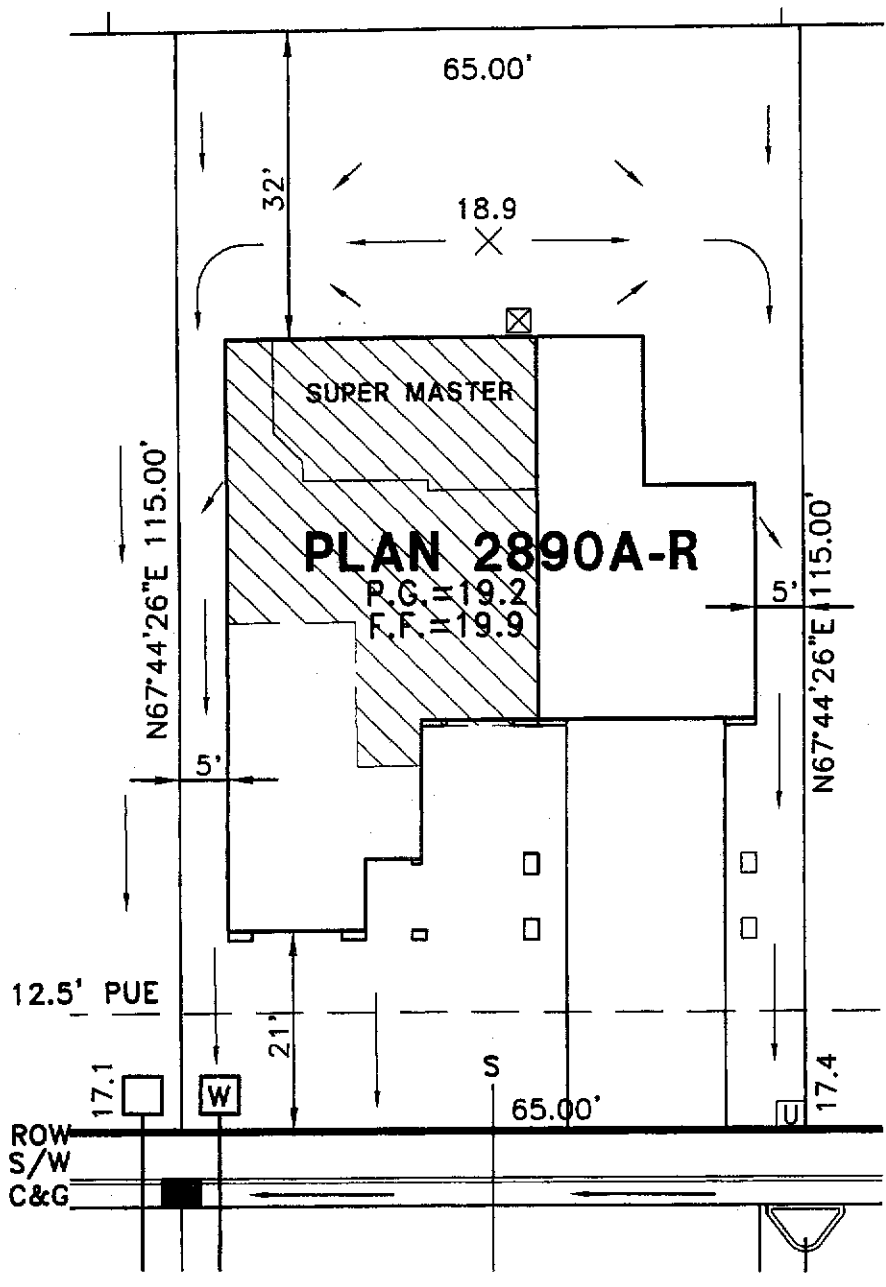 65.00'
32'
18.9
SUPER MASTER
N67°44'26"E 115.00'
PLAN 2890A-R
P.G.=19.2
F.F.=19.9
5'
N67°44'26"E 115.00'
5'
12.5' PUE
21'
17.1
W
S
65.00'
U
17.4
ROW
S/W
C&G